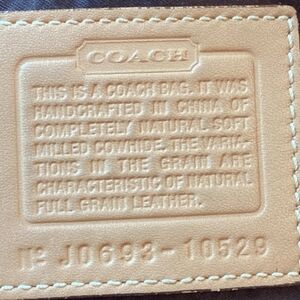 COACH
THIS IS A COACH BAG. IT WAS
HANDCRAFTED IN CHINA OF
COMPLETELY NATURAL SOFT
MILLED COWHIDE. THE VARIA-
TIONS IN THE GRAIN ARE
CHARACTERISTIC OF NATURAL
FULL GRAIN LEATHER.
Nº J0693-10529